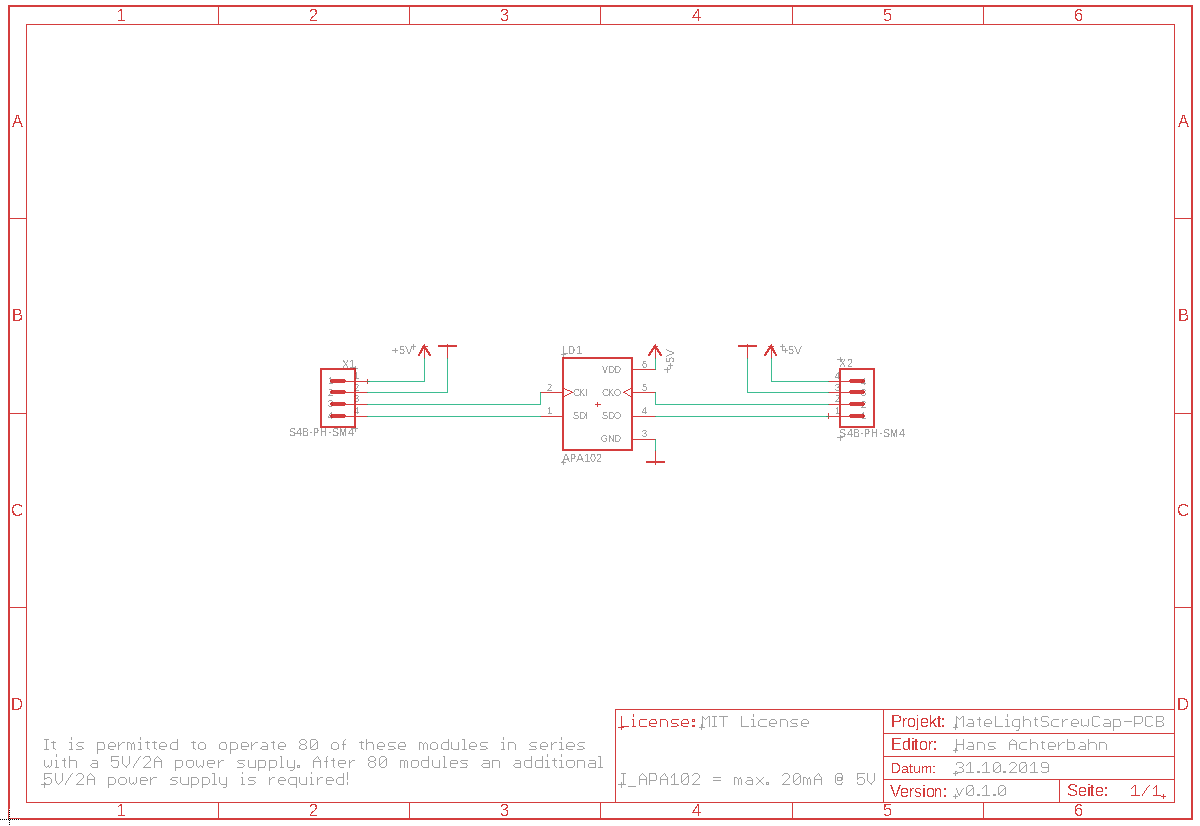 1 2 3 4 5 6
A A
+5V
LD1
+5V
+5V
B B
X1
VDD 6
X2
1
2
3
4
2 CKI CKO 5
1 SDI SDO 4
GND 3
4
3
2
1
S4B-PH-SM4
APA102
S4B-PH-SM4
C C
D D
License: MIT License
I_APA102 = max. 20mA @ 5V
Projekt: MateLightScrewCap-PCB
Editor: Hans Achterbahn
Datum: 31.10.2019
Version: v0.1.0 Seite: 1/1
It is permitted to operate 80 of these modules in series
with a 5V/2A power supply. After 80 modules an additional
5V/2A power supply is required!
1 2 3 4 5 6